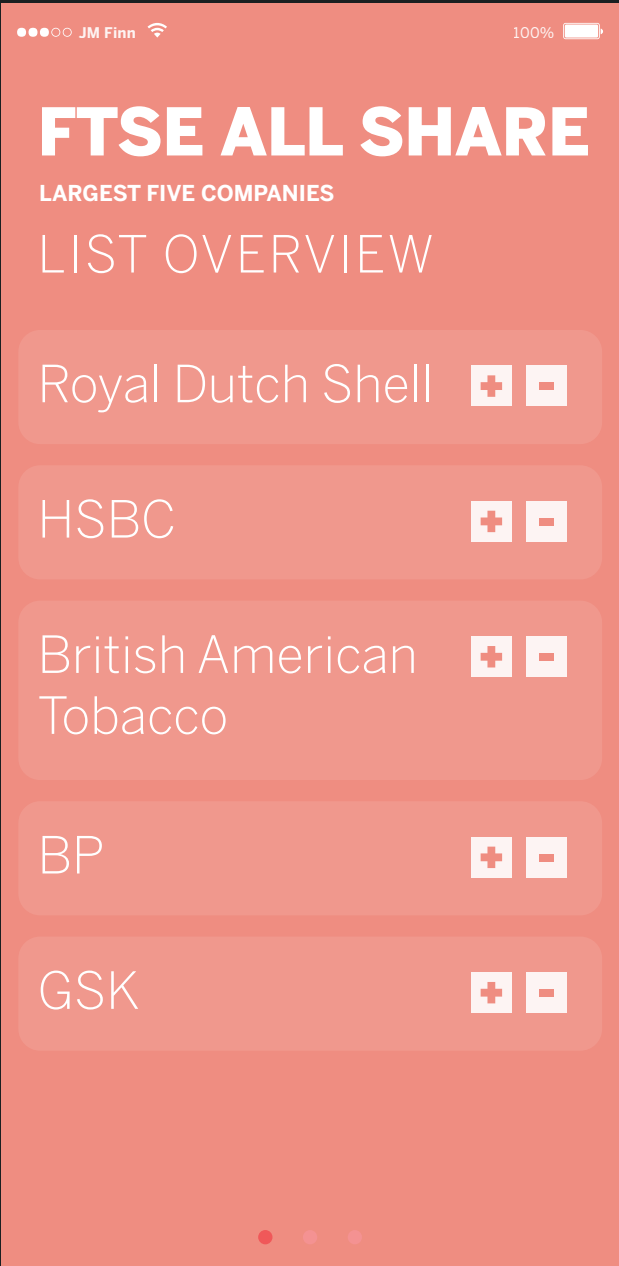 JM Finn 100%
FTSE ALL SHARE
LARGEST FIVE COMPANIES
LIST OVERVIEW
Royal Dutch Shell
HSBC
British American
Tobacco
BP
GSK